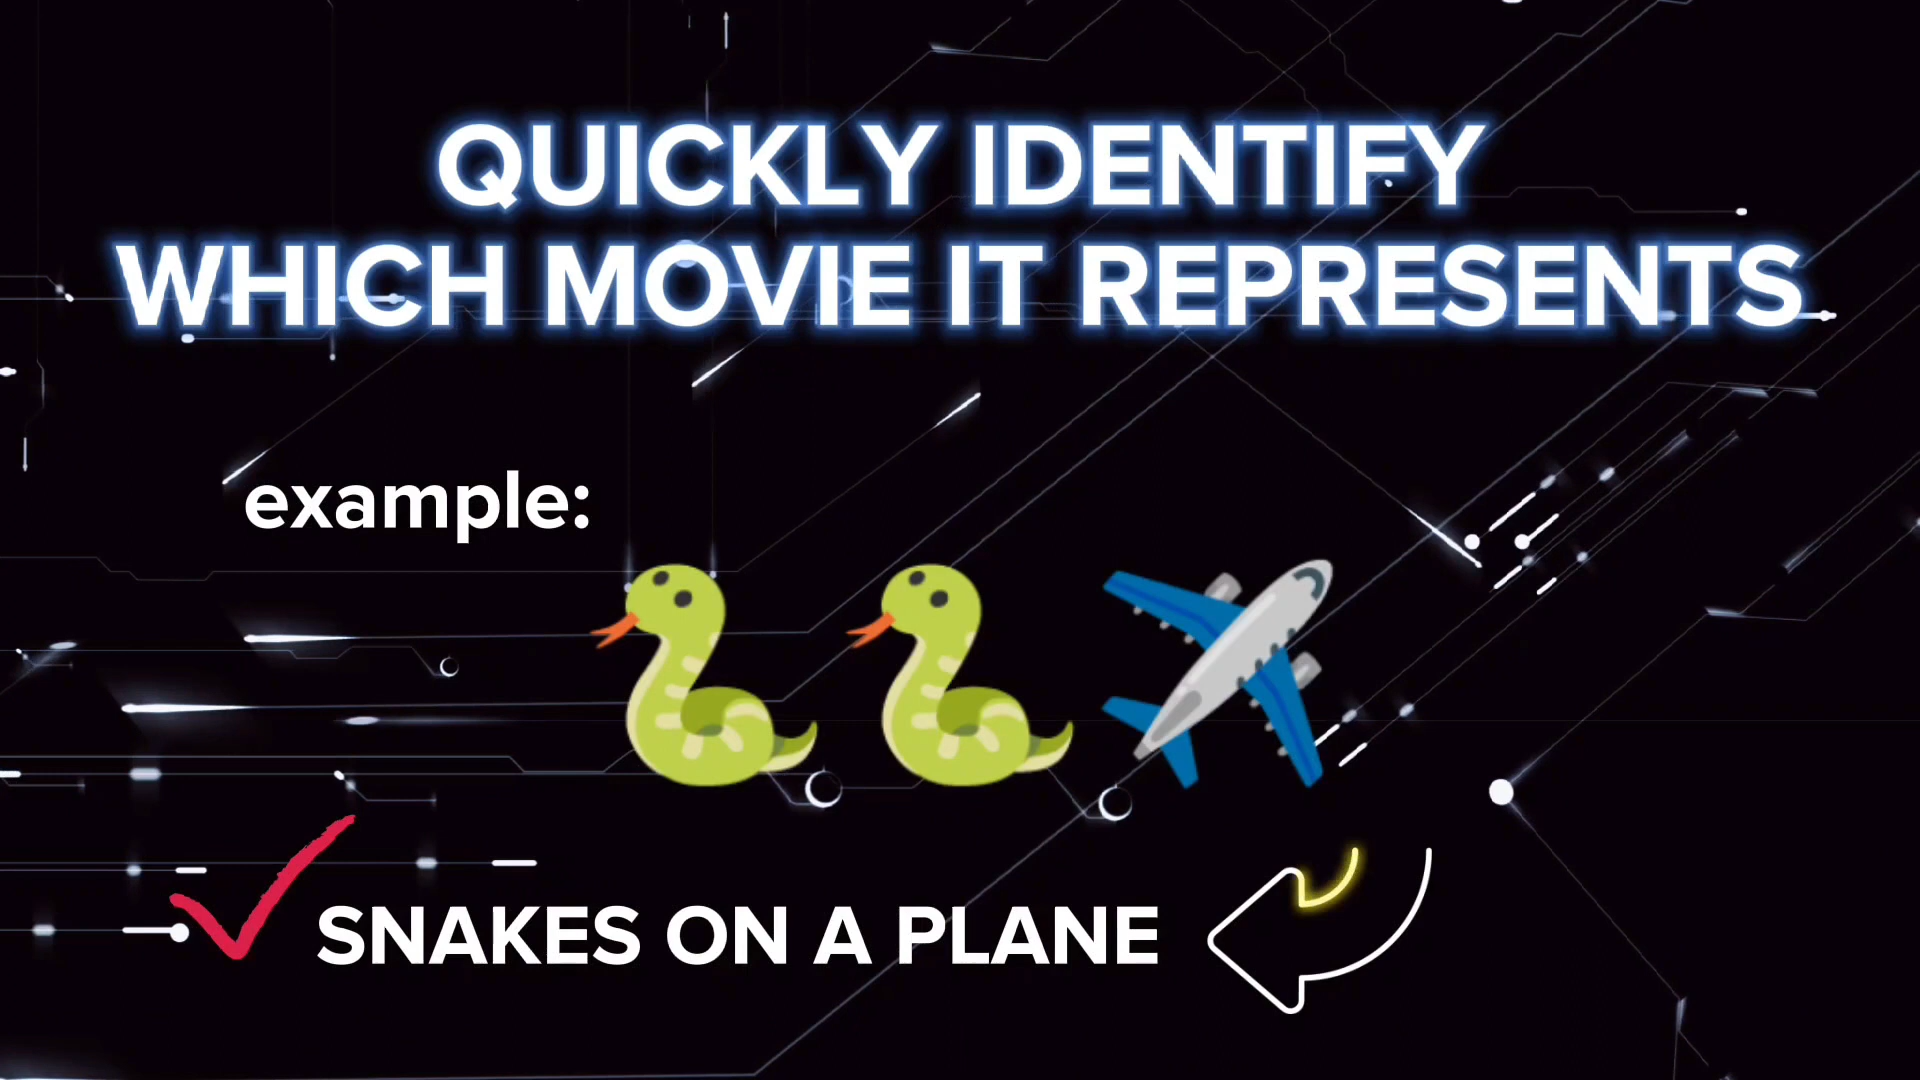 QUICKLY IDENTIFY
WHICH MOVIE IT REPRESENTS
example:
SNAKES ON A PLANE